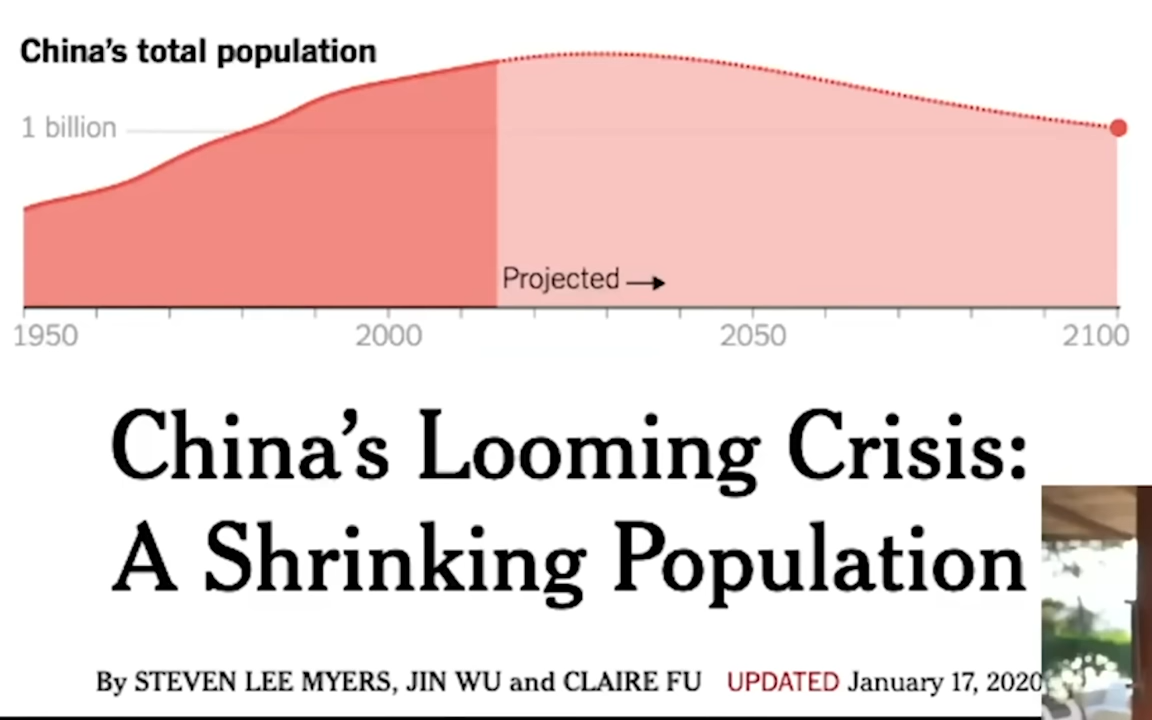 China’s total population
1 billion
Projected
1950 2000 2050 2100
China’s Looming Crisis:
A Shrinking Population
By STEVEN LEE MYERS, JIN WU and CLAIRE FU UPDATED January 17, 2020